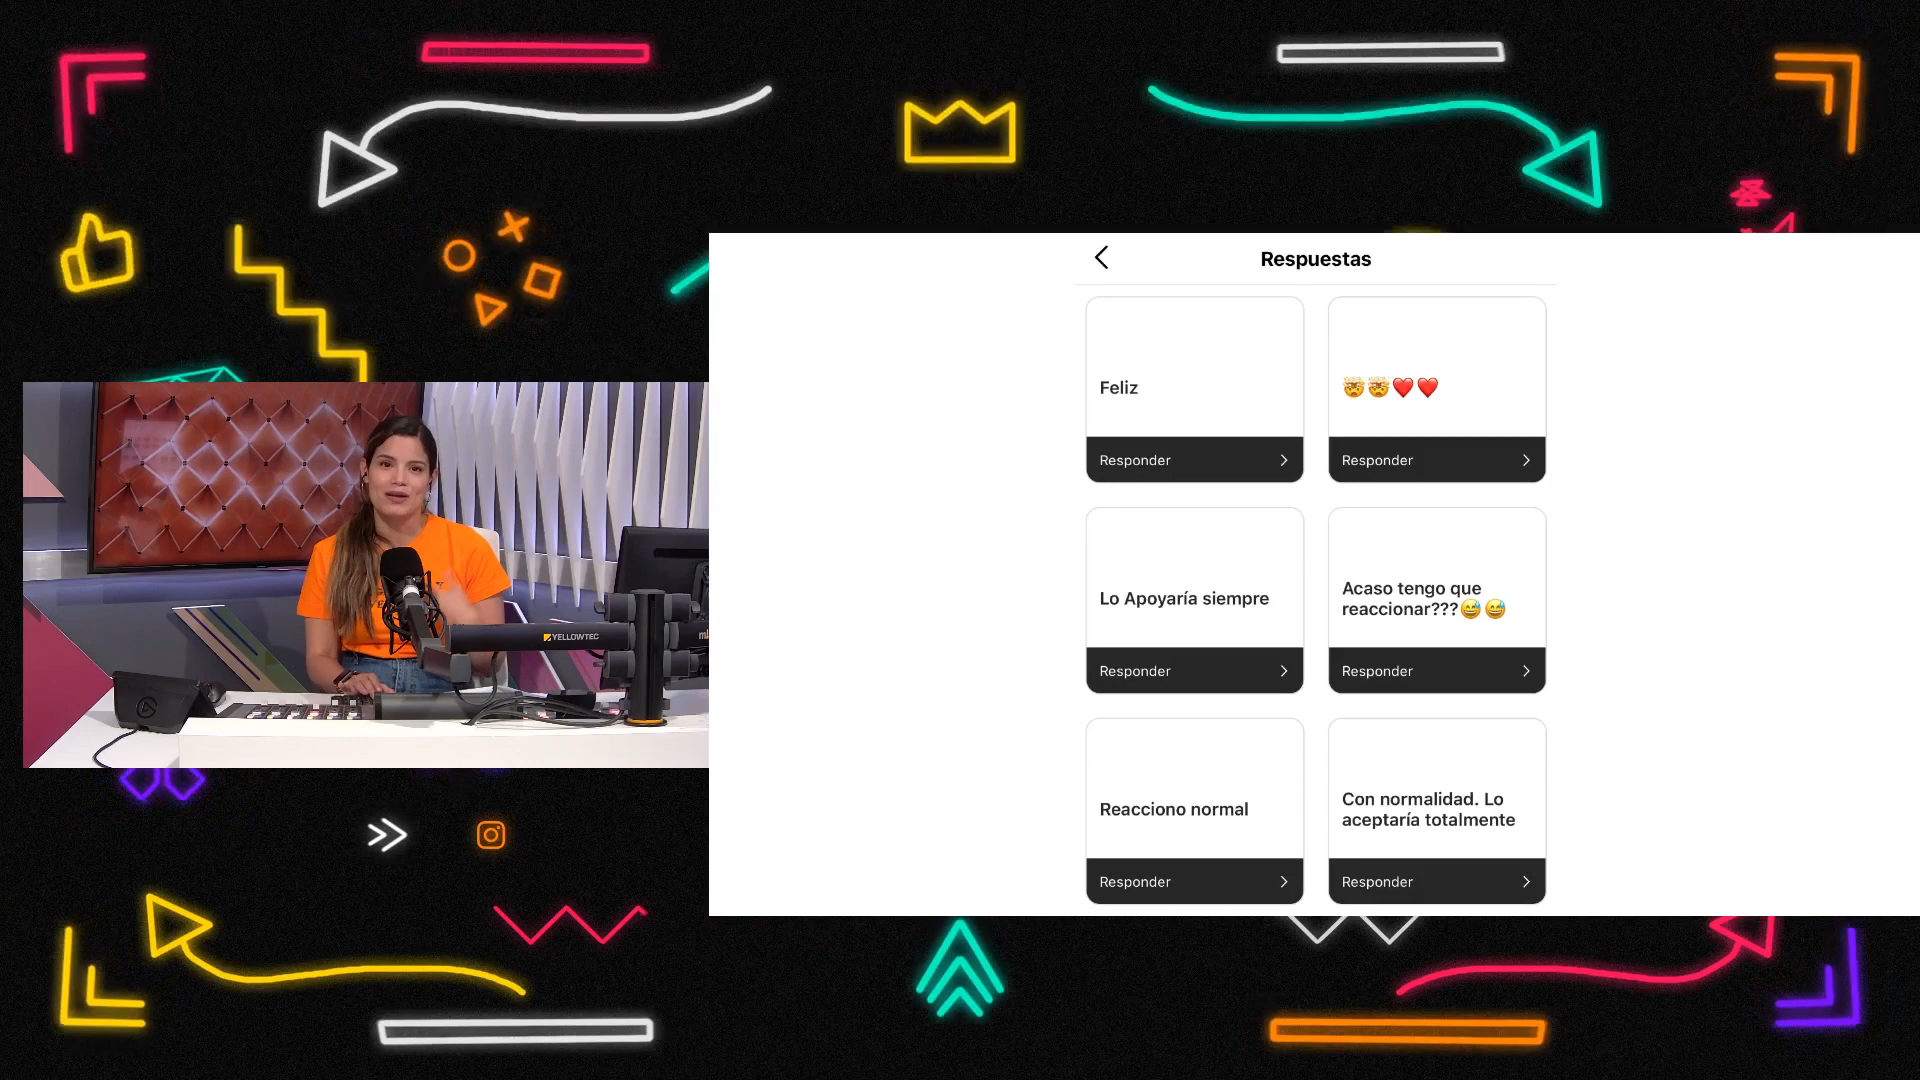 Respuestas
Feliz
🤯🤯❤️❤️
Responder
Responder
Lo Apoyaría siempre
Acaso tengo que
reaccionar???😅😅
Responder
Responder
Reacciono normal
Con normalidad. Lo
aceptaría totalmente
Responder
Responder
YELLOWTEC